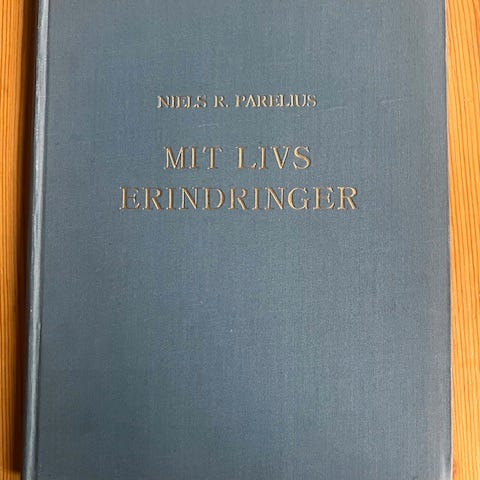 NIELS R. PARELIUS
MIT LIVS
ERINDRINGER